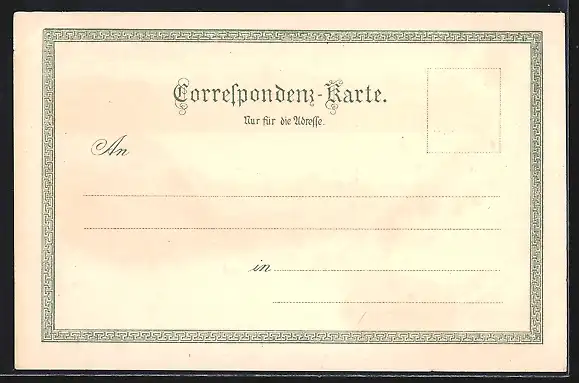 Correſpondenz-Karte.
Nur für die Adreſſe.
An
in